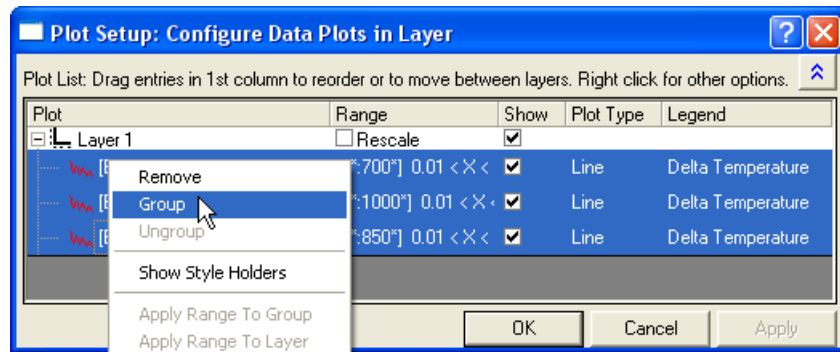 Plot Setup: Configure Data Plots in Layer
Plot List: Drag entries in 1st column to reorder or to move between layers. Right click for other options.
Plot Range Show Plot Type Legend
Layer 1 Rescale
:700*] 0.01 < X < Line Delta Temperature
:1000*] 0.01 < X < Line Delta Temperature
:850*] 0.01 < X < Line Delta Temperature
Remove
Group
Ungroup
Show Style Holders
Apply Range To Group
Apply Range To Layer
OK Cancel Apply